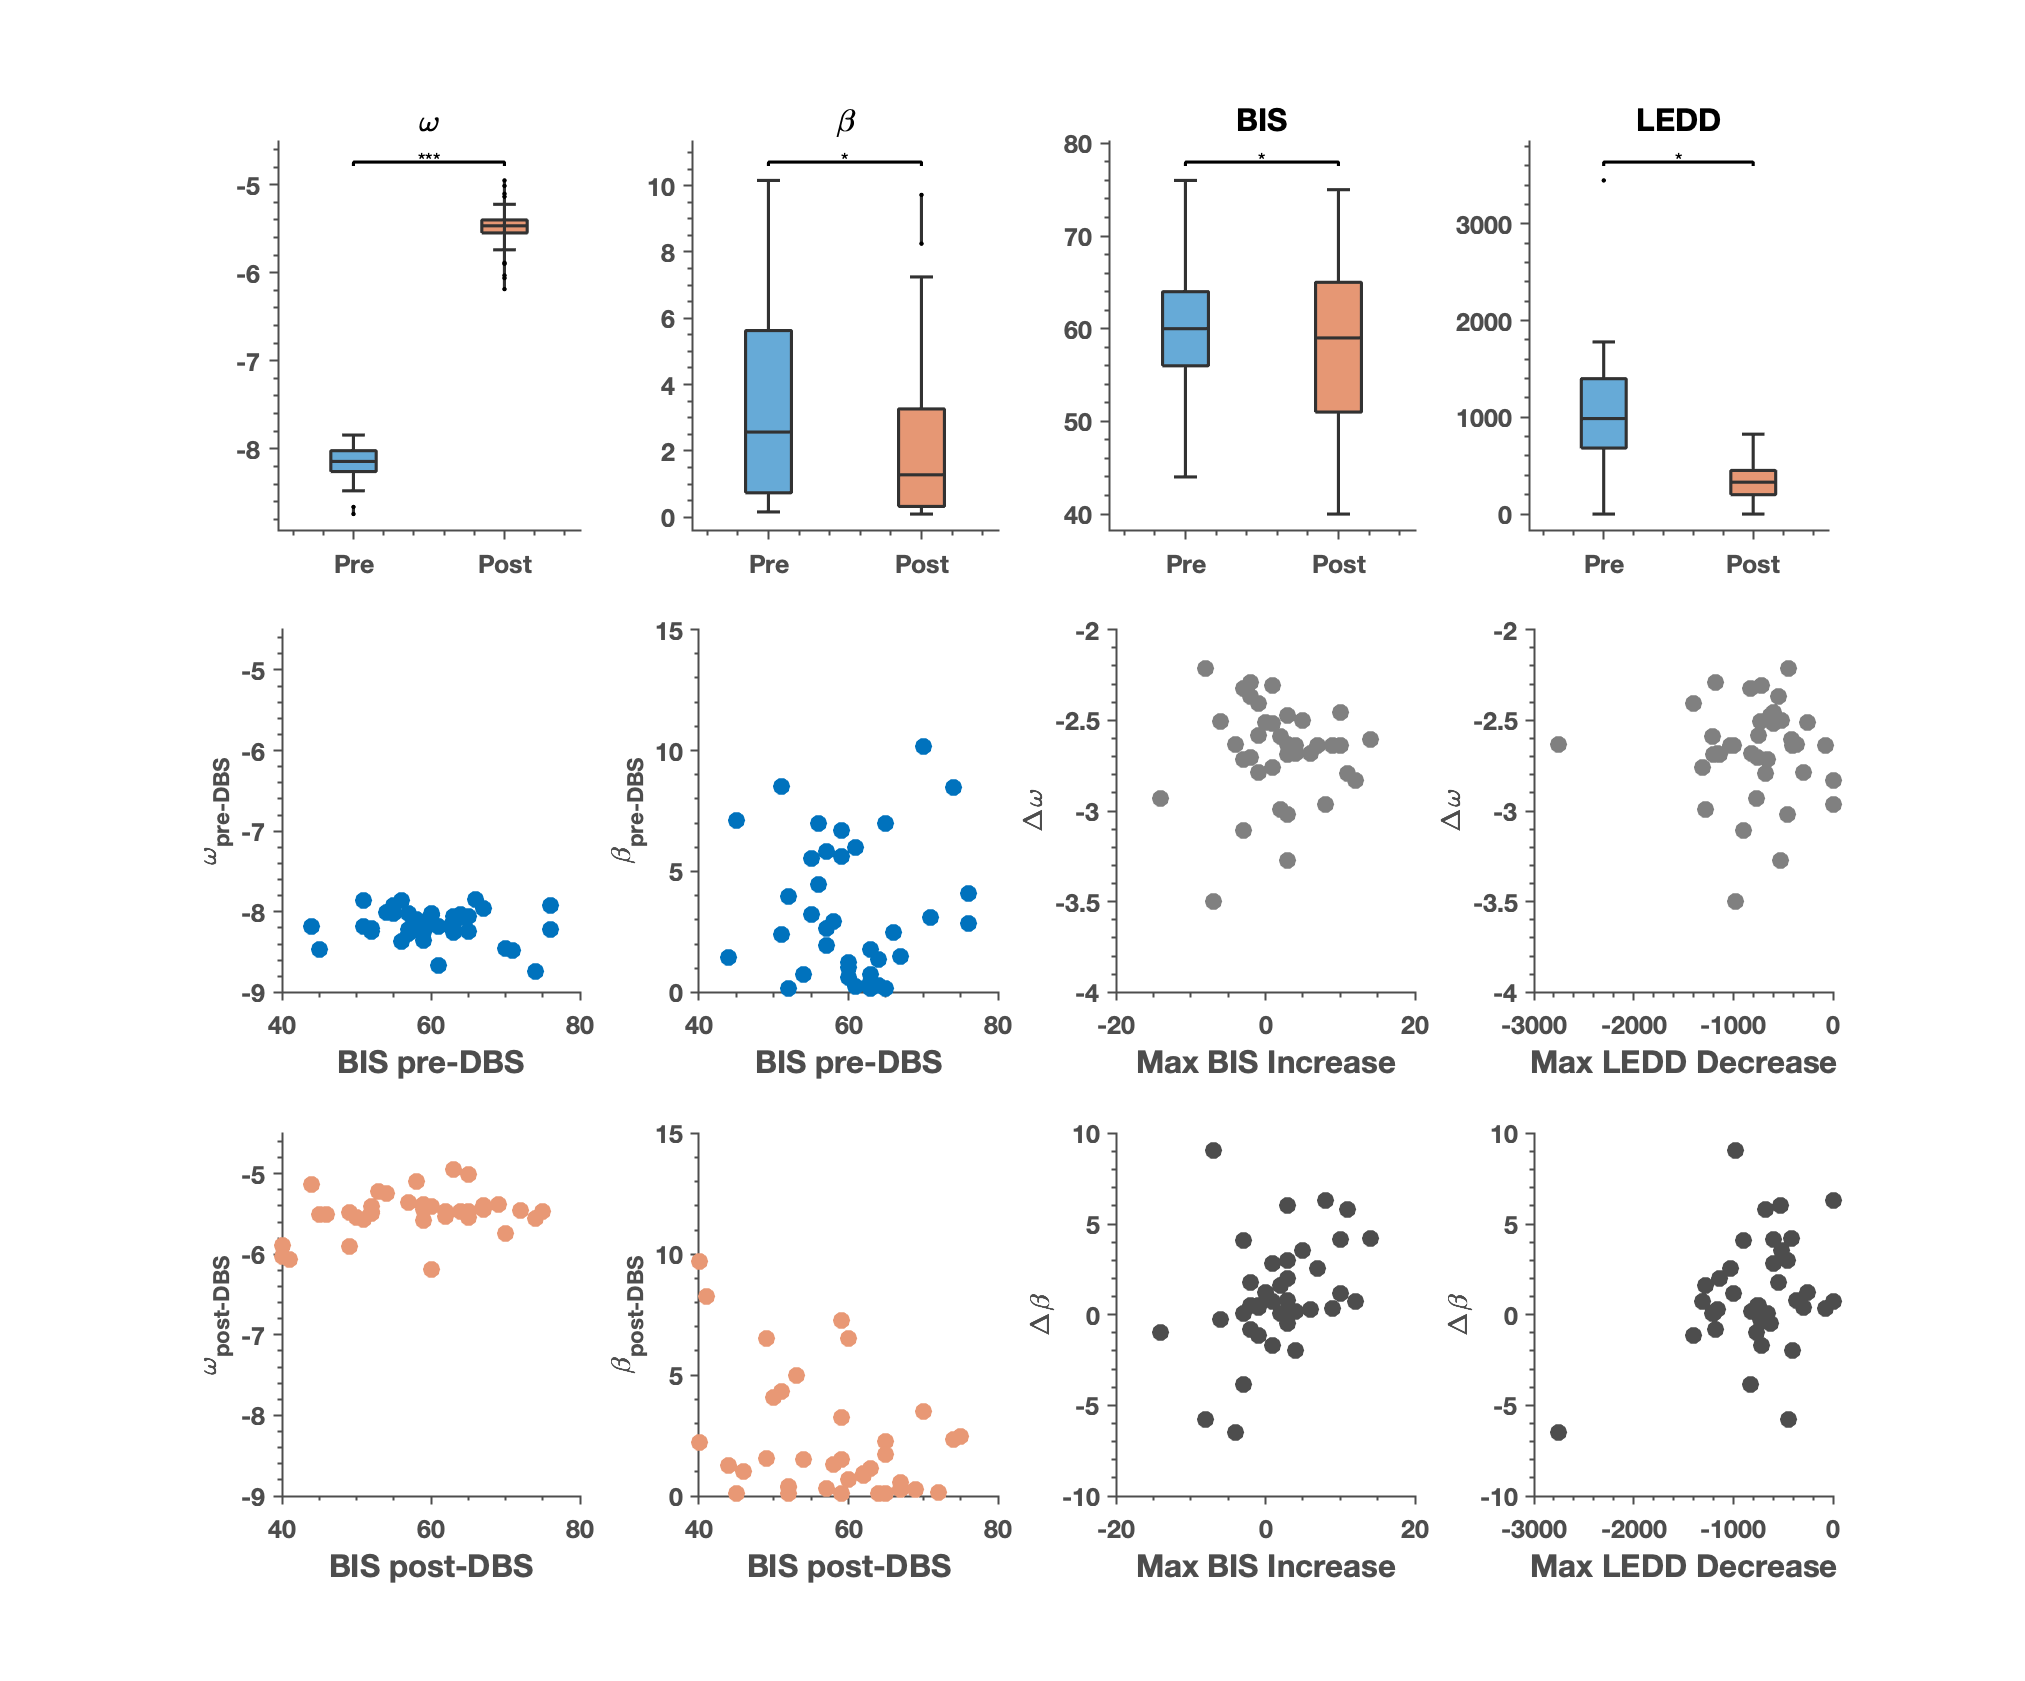 ω β BIS LEDD
*** * * *
-5 10 80 3000
-6 8 70 2000
-7 6 60 1000
-8 4 50 0
2 40
0
Pre Post Pre Post Pre Post Pre Post
ω pre-DBS
-5
-6
-7
-8
-9
40 60 80
BIS pre-DBS
β pre-DBS
15
10
5
0
40 60 80
BIS pre-DBS
Δω
-2
-2.5
-3
-3.5
-4
-20 0 20
Max BIS Increase
Δω
-2
-2.5
-3
-3.5
-4
-3000 -2000 -1000 0
Max LEDD Decrease
ω post-DBS
-5
-6
-7
-8
-9
40 60 80
BIS post-DBS
β post-DBS
15
10
5
0
40 60 80
BIS post-DBS
Δβ
10
5
0
-5
-10
-20 0 20
Max BIS Increase
Δβ
10
5
0
-5
-10
-3000 -2000 -1000 0
Max LEDD Decrease